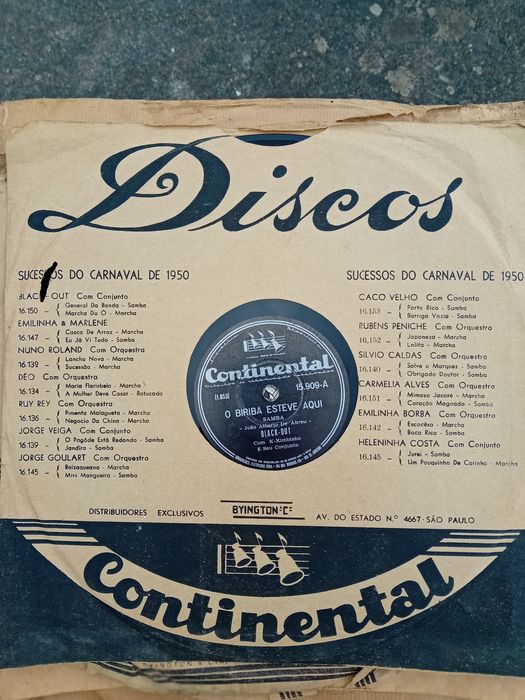 Discos
SUCESSOS DO CARNAVAL DE 1950
BLACK OUT Com Conjunto
16.150 - General Da Banda - Samba
Marcha Do Ó - Marcha
EMILINHA & MARLENE
16.147 - Casca De Arroz - Marcha
Eu Já Vi Tudo - Samba
NUNO ROLAND Com Orquestra
16.139 - Lancha Nova - Marcha
Sucessão - Marcha
DÉO Com Orquestra
16.134 - Maria Florisbela - Marcha
A Mulher Deve Casar - Batucada
RUY REY Com Orquestra
16.136 - Pimenta Malagueta - Marcha
Negocio Da China - Marcha
JORGE VEIGA Com Conjunto
16.139 - O Pagóde Está Redondo - Samba
Jandira - Samba
JORGE GOULART Com Orquestra
16.145 - Balzaqueana - Marcha
Miss Mangueira - Samba
SUCESSOS DO CARNAVAL DE 1950
CACO VELHO Com Conjunto
16.153 - Porto Rico - Samba
Barriga Vazia - Samba
RUBENS PENICHE Com Orquestra
16.152 - Japoneza - Marcha
Lolita - Marcha
SILVIO CALDAS Com Orquestra
16.140 - Salve o Marquez - Samba
Obrigado Doutor - Samba
CARMELIA ALVES Com Orquestra
16.151 - Mimoso Jacaré - Marcha
Coração Magoado - Samba
EMILINHA BORBA Com Orquestra
16.142 - Escocêsa - Marcha
Boca Rica - Samba
HELENINHA COSTA Com Orquestra
16.145 - Jurei - Samba
Um Pouquinho De Carinho - Marcha
Continental
15.909-A
O BIRIBA ESTEVE AQUI
SAMBA
- João Alberto De Abreu -
BLACK-OUT
Com K-Ximbinho
E Seu Conjunto
DISTRIBUIDORES EXCLUSIVOS BYINGTON & Cº AV. DO ESTADO N.º 4667 - SÃO PAULO
Continental